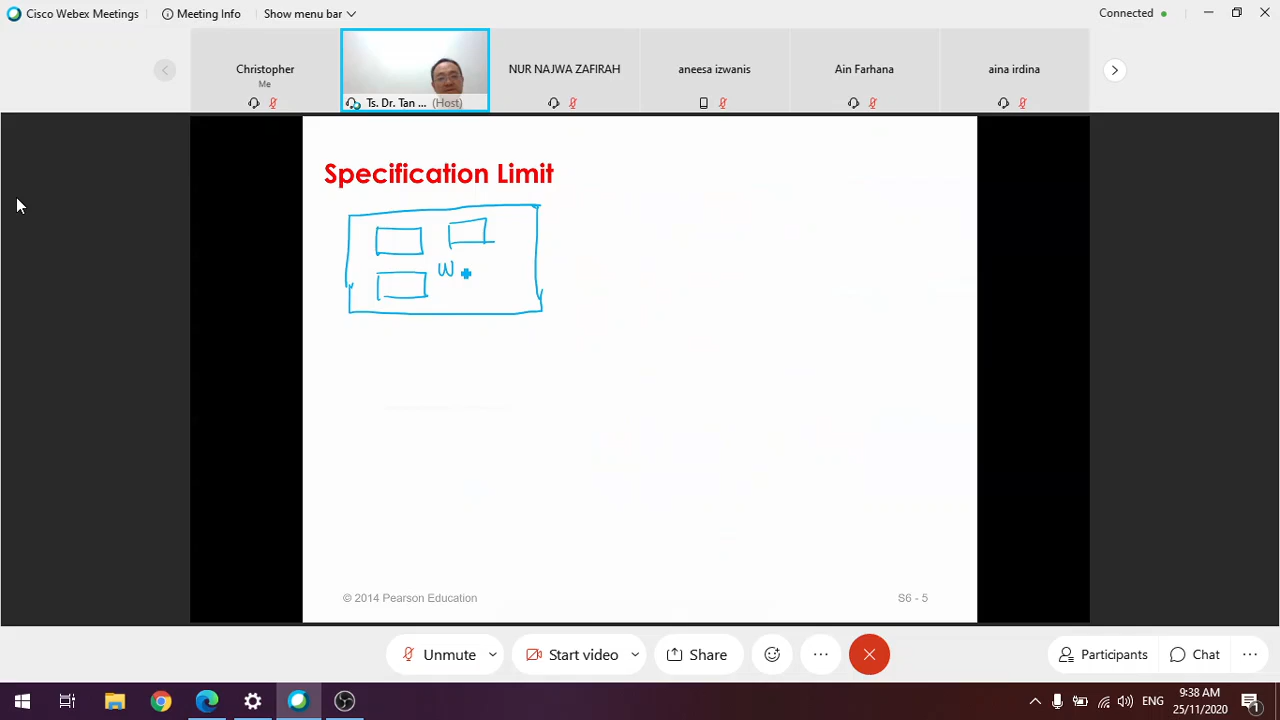 Cisco Webex Meetings
Meeting Info
Show menu bar
Connected
Christopher
Me
Ts. Dr. Tan ... (Host)
NUR NAJWA ZAFIRAH
aneesa izwanis
Ain Farhana
aina irdina
Specification Limit
W
© 2014 Pearson Education
S6 - 5
Unmute
Start video
Share
Participants
Chat
ENG
9:38 AM
25/11/2020
1